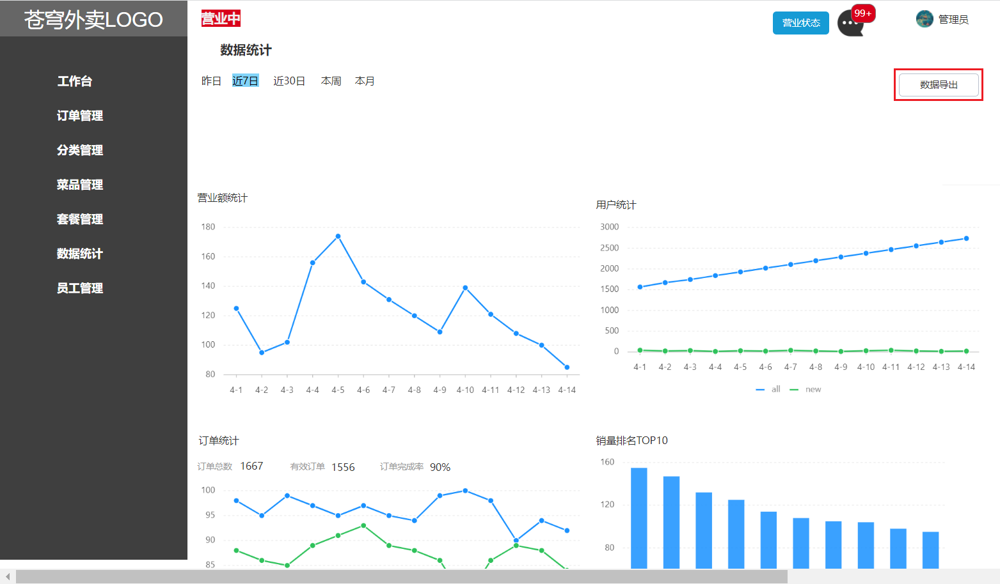 苍穹外卖LOGO
营业中
营业状态
99+
管理员
数据统计
昨日 近7日 近30日 本周 本月
数据导出
工作台
订单管理
分类管理
菜品管理
套餐管理
数据统计
员工管理
营业额统计
180
160
140
120
100
80
4-1 4-2 4-3 4-4 4-5 4-6 4-7 4-8 4-9 4-10 4-11 4-12 4-13 4-14
用户统计
3000
2500
2000
1500
1000
500
0
4-1 4-2 4-3 4-4 4-5 4-6 4-7 4-8 4-9 4-10 4-11 4-12 4-13 4-14
all new
订单统计
订单总数 1667 有效订单 1556 订单完成率 90%
100
95
90
85
销量排名TOP10
160
120
80